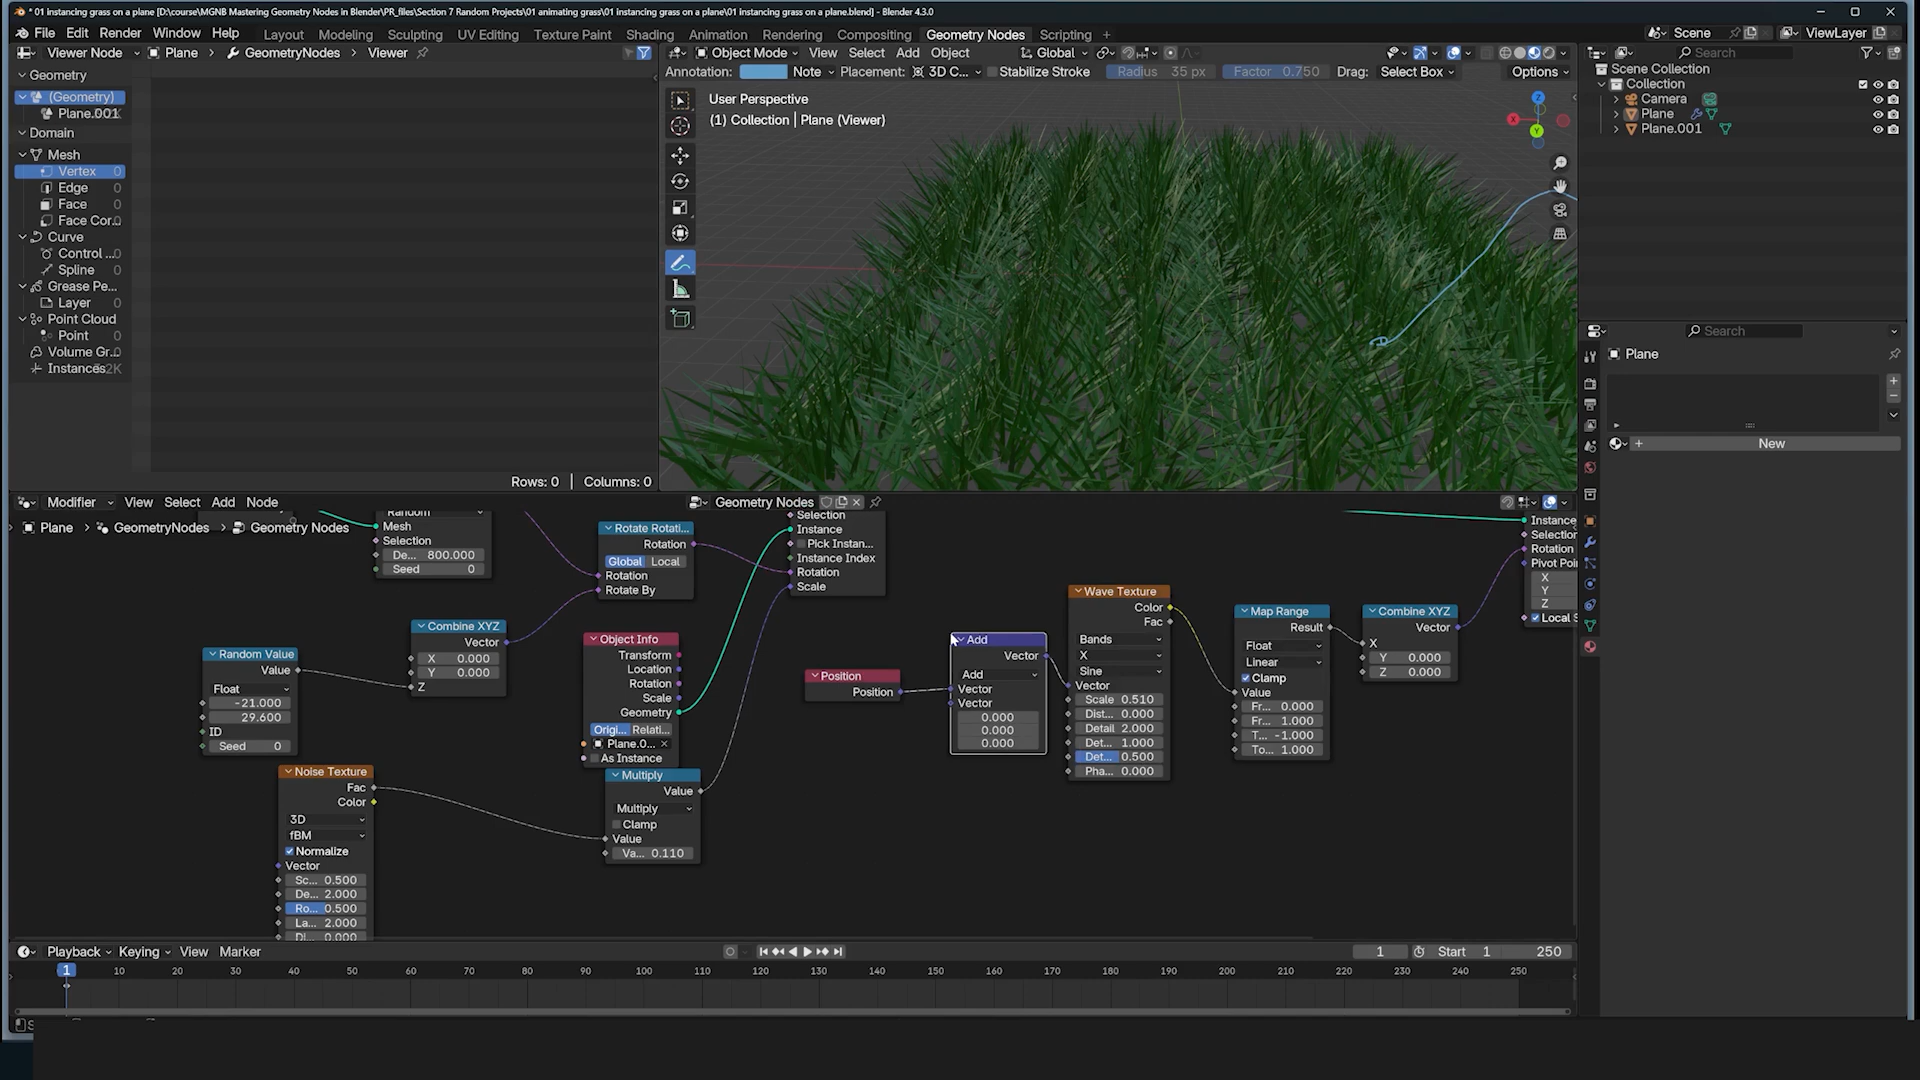 * 01 instancing grass on a plane [D:\course\MGNB Mastering Geometry Nodes in Blender\PR_files\Section 7 Random Projects\01 animating grass\01 instancing grass on a plane\01 instancing grass on a plane.blend] - Blender 4.3.0
File Edit Render Window Help Layout Modeling Sculpting UV Editing Texture Paint Shading Animation Rendering Compositing Geometry Nodes Scripting Scene ViewLayer
Viewer Node Plane GeometryNodes Viewer
Object Mode View Select Add Object Global
Search
Annotation: Note Placement: 3D C... Stabilize Stroke Radius 35 px Factor 0.750 Drag: Select Box Options
Geometry
(Geometry)
Plane.001
Domain
Mesh
Vertex 0
Edge 0
Face 0
Face Cor... 0
Curve
Control ... 0
Spline 0
Grease Pe...
Layer 0
Point Cloud
Point 0
Volume Gr... 0
Instances
Rows: 0 Columns: 0
User Perspective
(1) Collection | Plane (Viewer)
Z
X
Y
Scene Collection
Collection
Camera
Plane
Plane.001
Search
Plane
New
Modifier View Select Add Node Geometry Nodes
Plane GeometryNodes Geometry Nodes
Random
Mesh
Selection
De... 800.000
Seed 0
Rotate Rotati...
Rotation
Global Local
Rotation
Rotate By
Selection
Instance
Pick Instan...
Instance Index
Rotation
Scale
Combine XYZ
Vector
X 0.000
Y 0.000
Z
Random Value
Value
Float
-21.000
29.600
ID
Seed 0
Object Info
Transform
Location
Rotation
Scale
Geometry
Origi... Relati...
Plane.0...
As Instance
Noise Texture
Fac
Color
3D
fBM
Normalize
Vector
Sc... 0.500
De... 2.000
Ro... 0.500
La... 2.000
Di... 0.000
Multiply
Value
Multiply
Clamp
Value
Va... 0.110
Position
Position
Add
Vector
Add
Vector
Vector
0.000
0.000
0.000
Wave Texture
Color
Fac
Bands
X
Sine
Vector
Scale 0.510
Dist... 0.000
Detail 2.000
Det... 1.000
Det... 0.500
Pha... 0.000
Map Range
Result
Float
Linear
Clamp
Value
Fr... 0.000
Fr... 1.000
T... -1.000
To... 1.000
Combine XYZ
Vector
X
Y 0.000
Z 0.000
Instance
Selection
Rotation
Pivot Poi
X
Y
Z
Local S
Playback Keying View Marker 1 Start 1 250
1 10 20 30 40 50 60 70 80 90 100 110 120 130 140 150 160 170 180 190 200 210 220 230 240 250